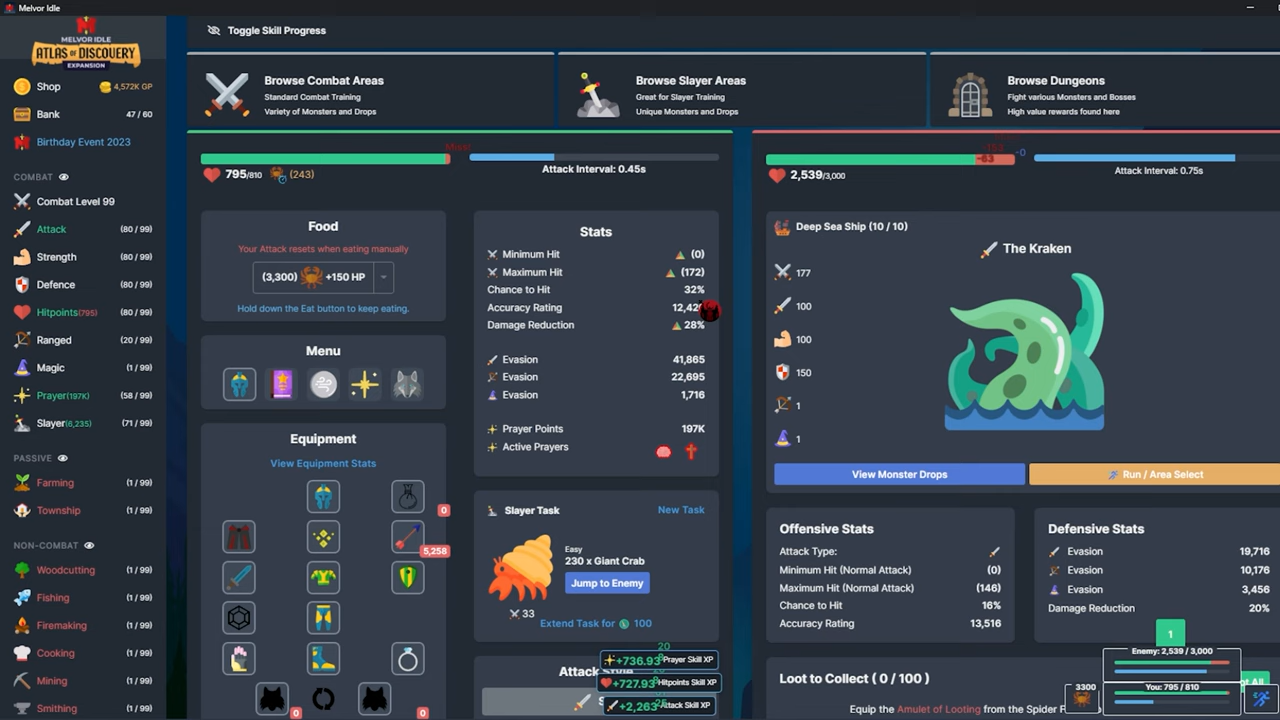 Melvor Idle
MELVOR IDLE
ATLAS OF DISCOVERY
EXPANSION
Shop
4,572K GP
Bank
47 / 60
Birthday Event 2023
COMBAT
Combat Level 99
Attack
(80 / 99)
Strength
(80 / 99)
Defence
(80 / 99)
Hitpoints(795)
(80 / 99)
Ranged
(20 / 99)
Magic
(1 / 99)
Prayer(197K)
(58 / 99)
Slayer(6,235)
(71 / 99)
PASSIVE
Farming
(1 / 99)
Township
(1 / 99)
NON-COMBAT
Woodcutting
(1 / 99)
Fishing
(1 / 99)
Firemaking
(1 / 99)
Cooking
(1 / 99)
Mining
(1 / 99)
Smithing
(1 / 99)
Toggle Skill Progress
Browse Combat Areas
Standard Combat Training
Variety of Monsters and Drops
Browse Slayer Areas
Great for Slayer Training
Unique Monsters and Drops
Browse Dungeons
Fight various Monsters and Bosses
High value rewards found here
Miss!
795/810
(243)
Attack Interval: 0.45s
Food
Your Attack resets when eating manually
(3,300) +150 HP
Hold down the Eat button to keep eating.
Menu
Equipment
View Equipment Stats
0
5,258
0
0
Stats
Minimum Hit
(0)
Maximum Hit
(172)
Chance to Hit
32%
Accuracy Rating
Damage Reduction
28%
Evasion
41,865
Evasion
22,695
Evasion
1,716
Prayer Points
197K
Active Prayers
Slayer Task
New Task
Easy
230 x Giant Crab
Jump to Enemy
33
Extend Task for 100
20
+736.93 Prayer Skill XP
+727.93 Hitpoints Skill XP
+2,263 Attack Skill XP
-63
-0
2,539/3,000
Attack Interval: 0.75s
Deep Sea Ship (10 / 10)
The Kraken
177
100
100
150
1
1
View Monster Drops
Run / Area Select
Offensive Stats
Attack Type:
Minimum Hit (Normal Attack)
(0)
Maximum Hit (Normal Attack)
(146)
Chance to Hit
16%
Accuracy Rating
13,516
Defensive Stats
Evasion
19,716
Evasion
10,176
Evasion
3,456
Damage Reduction
20%
1
Loot to Collect ( 0 / 100 )
Equip the Amulet of Looting from the Spider F
Enemy: 2,539 / 3,000
3300
You: 795 / 810